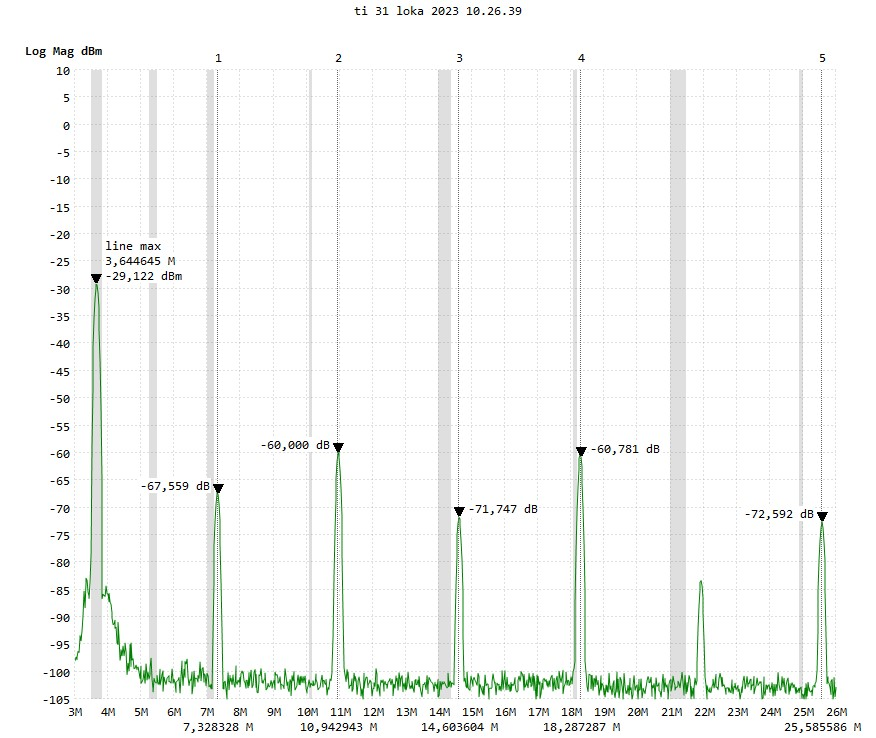 ti 31 loka 2023 10.26.39
Log Mag dBm
1 2 3 4 5
10
5
0
-5
-10
-15
-20
line max
3,644645 M
-25
-29,122 dBm
-30
-35
-40
-45
-50
-55
-60,000 dB
-60,781 dB
-60
-65
-67,559 dB
-70
-71,747 dB
-72,592 dB
-75
-80
-85
-90
-95
-100
-105
3M 4M 5M 6M 7M 8M 9M 10M 11M 12M 13M 14M 15M 16M 17M 18M 19M 20M 21M 22M 23M 24M 25M 26M
7,328328 M 10,942943 M 14,603604 M 18,287287 M 25,585586 M